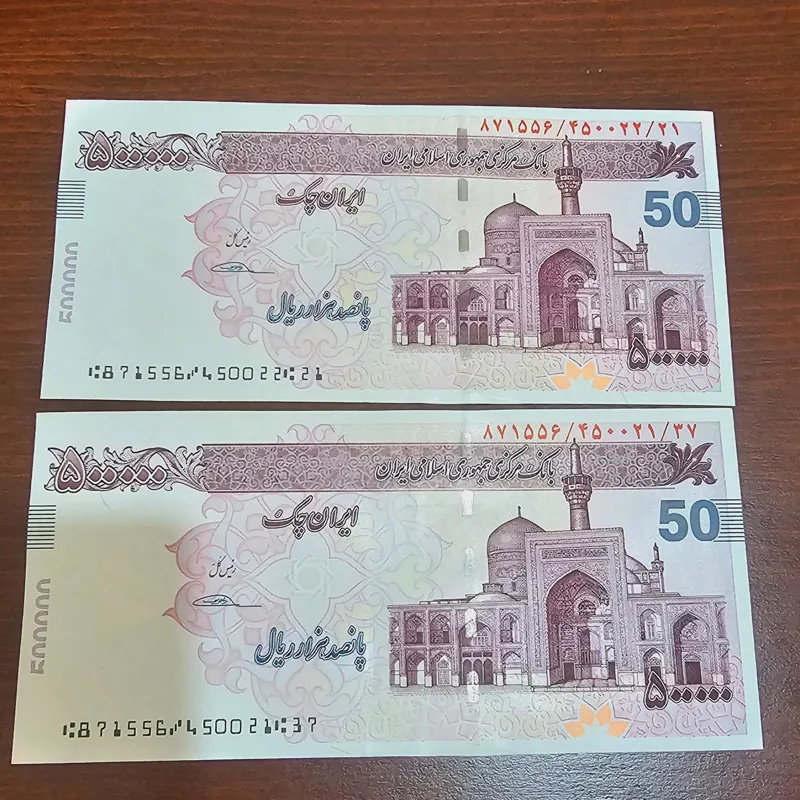 ۸۷۱۵۵۶/۴۵۰۰۲۲/۲۱
۵۰۰۰۰۰
بانک مرکزی جمهوری اسلامی ایران
ایران چک
50
رئیس کل
500000
پانصد هزار ریال
۵۰۰۰۰۰
⑆871556⑈450022⑆21
۸۷۱۵۵۶/۴۵۰۰۲۱/۳۷
۵۰۰۰۰۰
بانک مرکزی جمهوری اسلامی ایران
ایران چک
50
رئیس کل
500000
پانصد هزار ریال
۵۰۰۰۰۰
⑆871556⑈450021⑆37